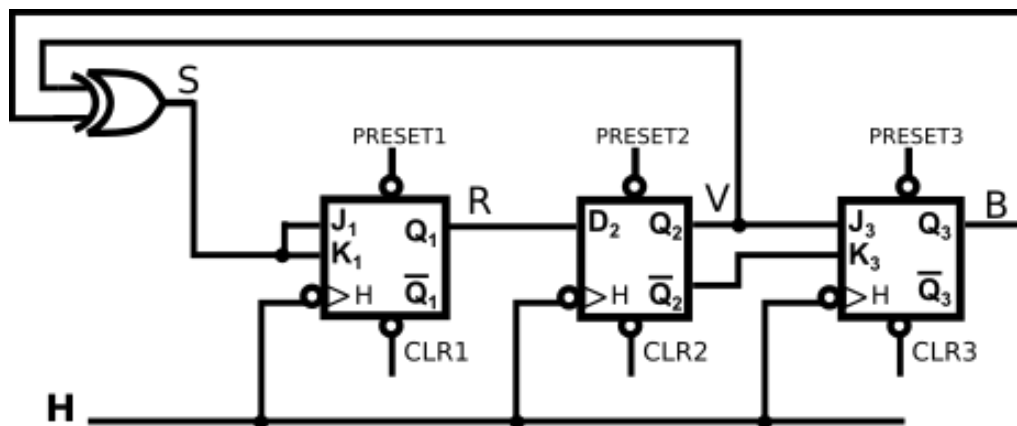 S
PRESET1
PRESET2
PRESET3
R
V
B
J₁
K₁
H
Q₁
Q̅₁
D₂
H
Q₂
Q̅₂
J₃
K₃
H
Q₃
Q̅₃
CLR1
CLR2
CLR3
H